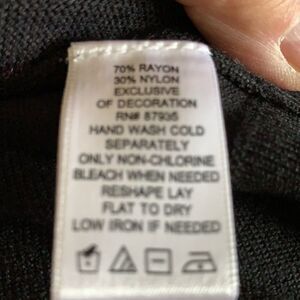 70% RAYON
30% NYLON
EXCLUSIVE
OF DECORATION
RN# 87935
HAND WASH COLD
SEPARATELY
ONLY NON-CHLORINE
BLEACH WHEN NEEDED
RESHAPE LAY
FLAT TO DRY
LOW IRON IF NEEDED